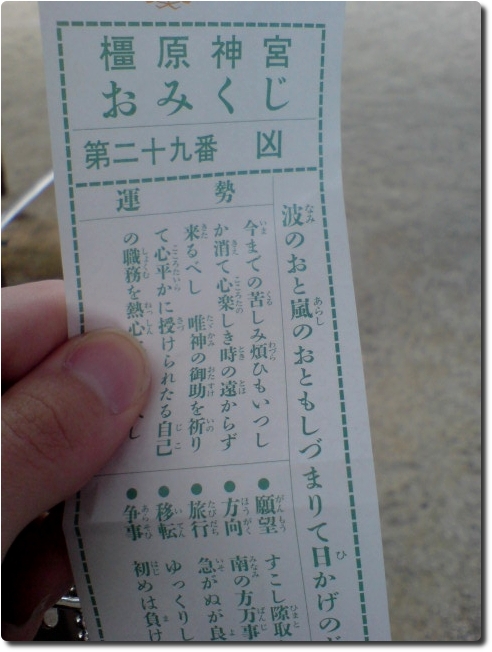 橿原神宮
おみくじ
第二十九番 凶
運勢
波のおと嵐のおともしづまりて日かげのど
今までの苦しみ煩ひもいつし
か消て心楽しき時の遠からず
来るべし 唯神の御助を祈り
て心平かに授けられたる自己
の職務を熱心
し
●願望 すこし隙取
●方向 南の方万事
●旅行 急がぬが良
●移転 ゆっくりし
●争事 初めは負け